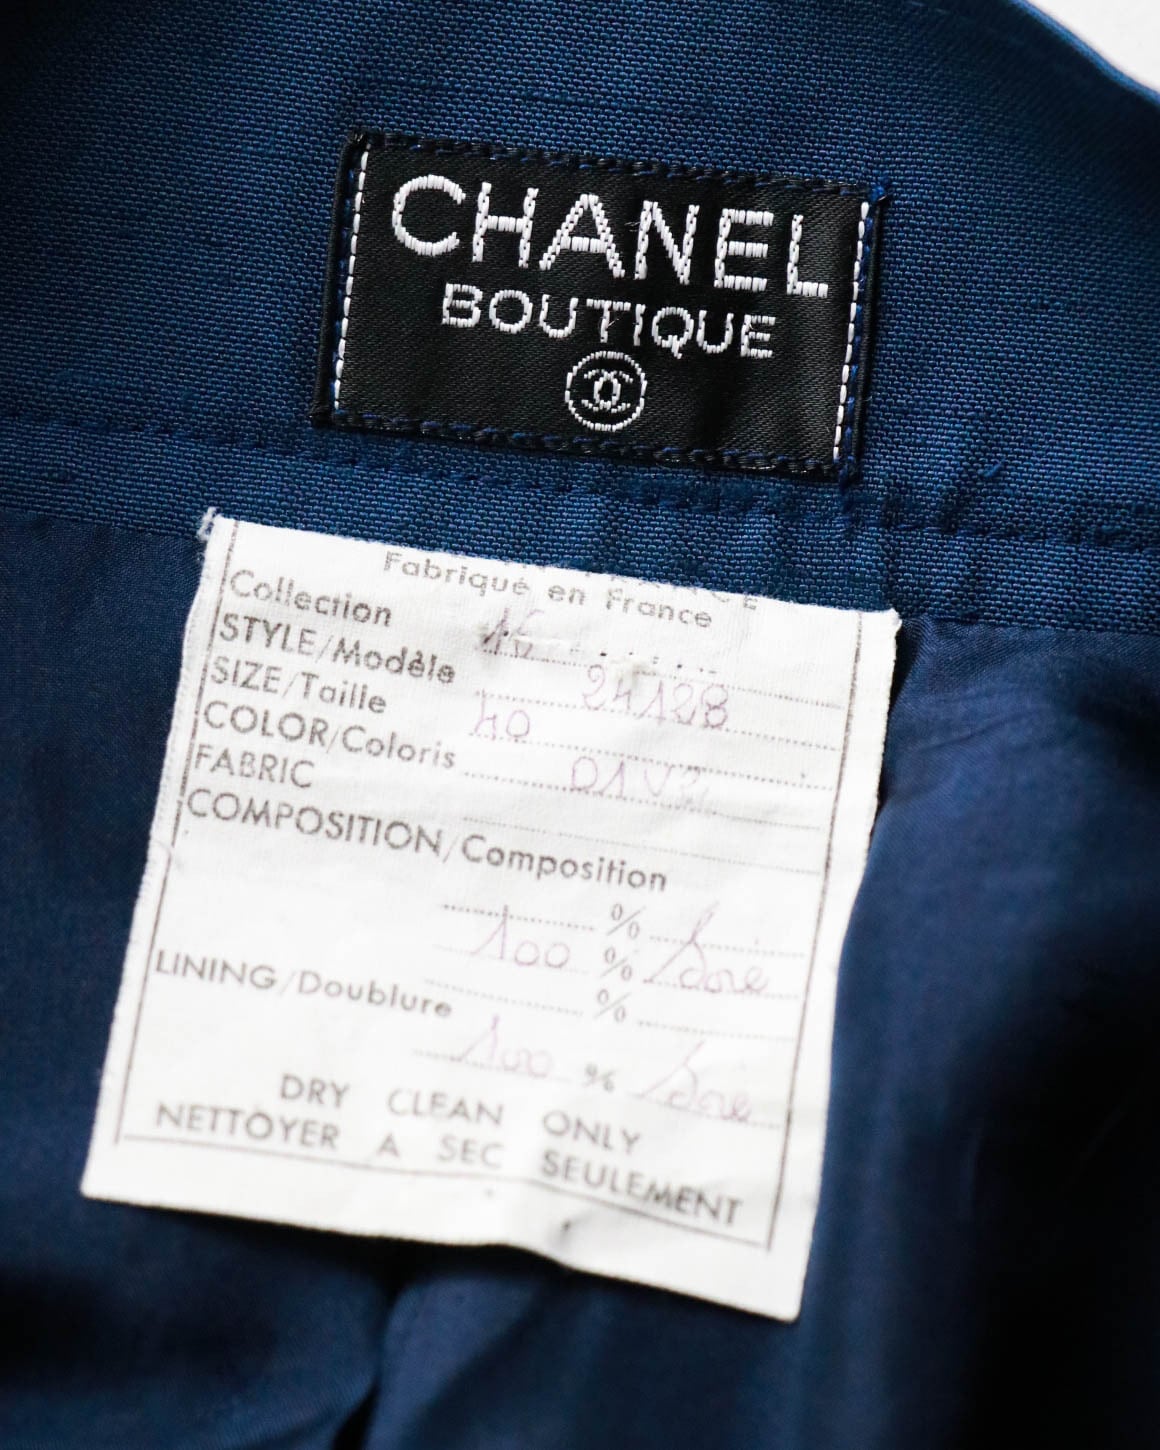 CHANEL
BOUTIQUE
Fabriqué en France
Collection
STYLE/Modèle 24128
SIZE/Taille 40
COLOR/Coloris
FABRIC
COMPOSITION/Composition
%
100 % Soie
%
LINING/Doublure
100 % Soie
DRY CLEAN ONLY
NETTOYER A SEC SEULEMENT